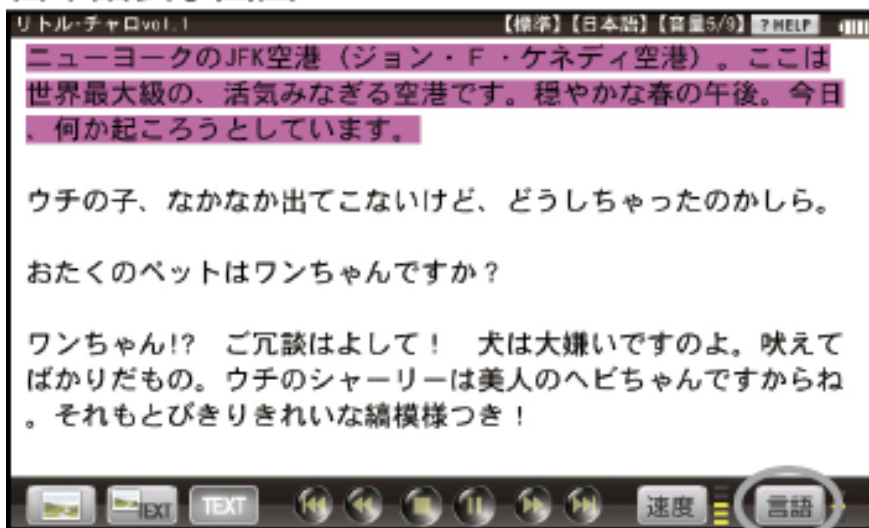 リトル・チャロvol.1 【標準】【日本語】【音量5/9】 ?HELP
ニューヨークのJFK空港（ジョン・F・ケネディ空港）。ここは
世界最大級の、活気みなぎる空港です。穏やかな春の午後。今日
、何か起ころうとしています。
ウチの子、なかなか出てこないけど、どうしちゃったのかしら。
おたくのペットはワンちゃんですか？
ワンちゃん!?　ご冗談はよして！　犬は大嫌いですのよ。吠えて
ばかりだもの。ウチのシャーリーは美人のヘビちゃんですからね
。それもとびきりきれいな縞模様つき！
TEXT TEXT 速度 言語